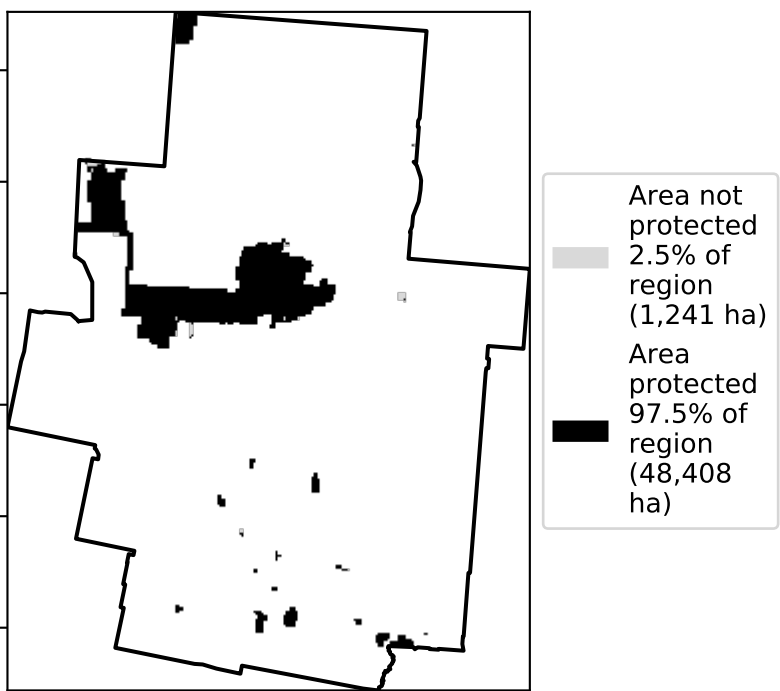 Area not
protected
2.5% of
region
(1,241 ha)
Area
protected
97.5% of
region
(48,408
ha)